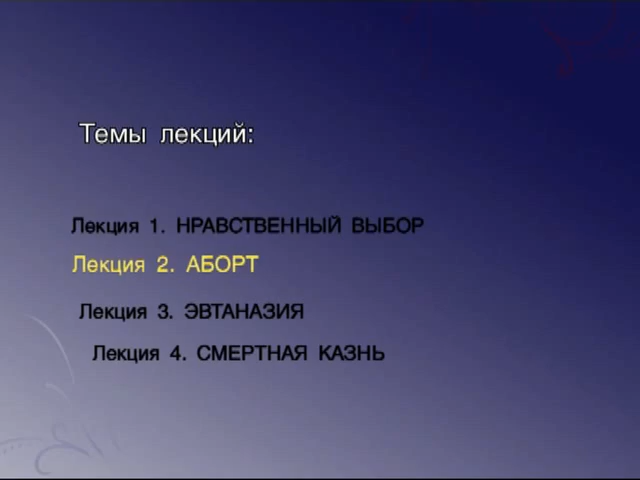 Темы лекций:
Лекция 1. НРАВСТВЕННЫЙ ВЫБОР
Лекция 2. АБОРТ
Лекция 3. ЭВТАНАЗИЯ
Лекция 4. СМЕРТНАЯ КАЗНЬ